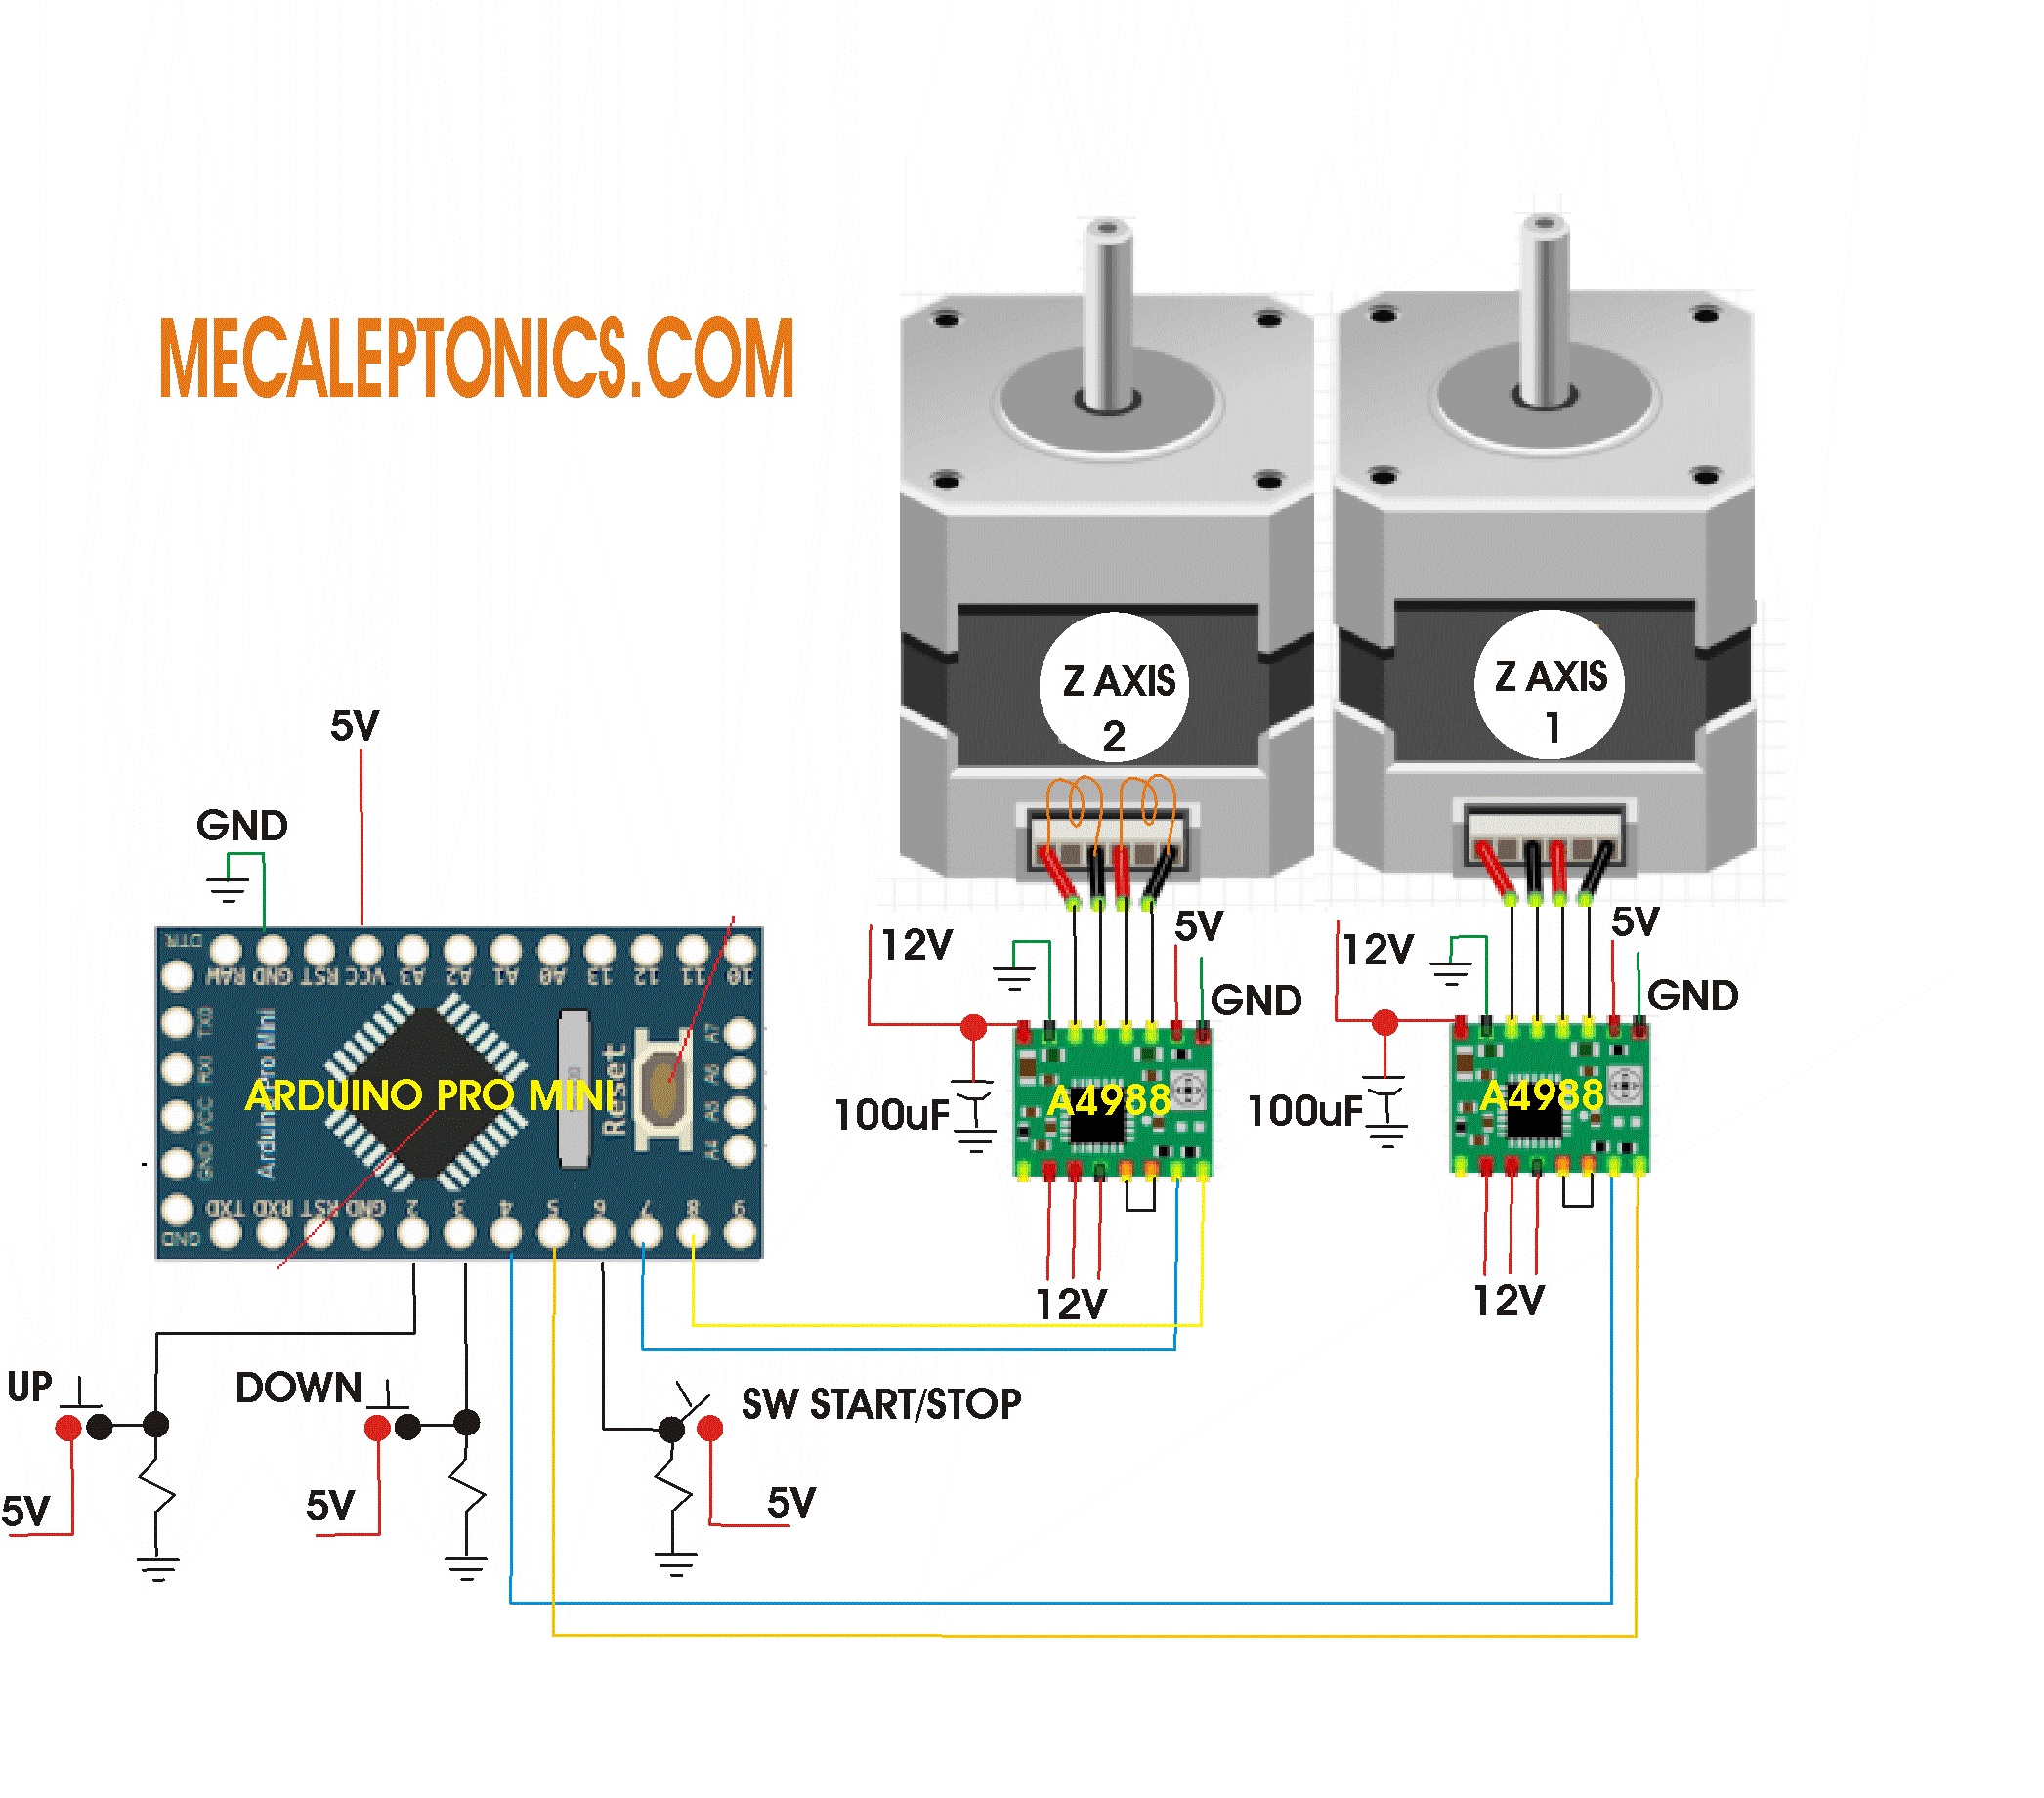 MECALEPTONICS.COM
Z AXIS
2
Z AXIS
1
5V
GND
12V
5V
GND
12V
5V
GND
DTR
RAW GND RST VCC A3 A2 A1 A0 13 12 11 10
TXO
RXI
VCC
GND
GND
Arduino Pro Mini
ARDUINO PRO MINI
Reset
A7
A6
A5
A4
TXD RXD RST GND 2 3 4 5 6 7 8 9
100uF
A4988
100uF
A4988
12V
12V
UP
DOWN
SW START/STOP
5V
5V
5V